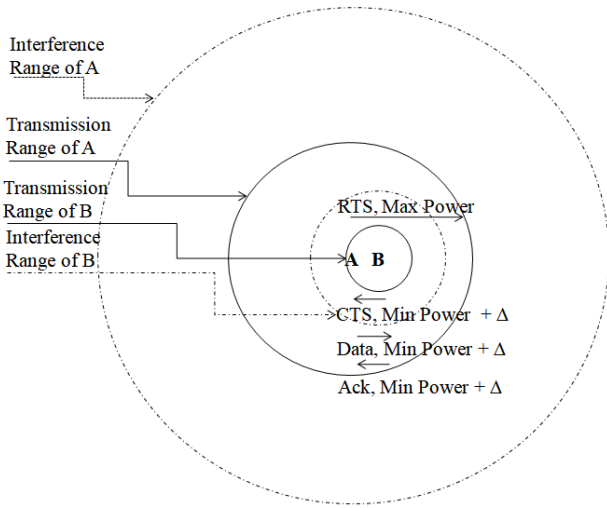 Interference
Range of A
Transmission
Range of A
Transmission
Range of B
Interference
Range of B
RTS, Max Power
A B
CTS, Min Power + Δ
Data, Min Power + Δ
Ack, Min Power + Δ